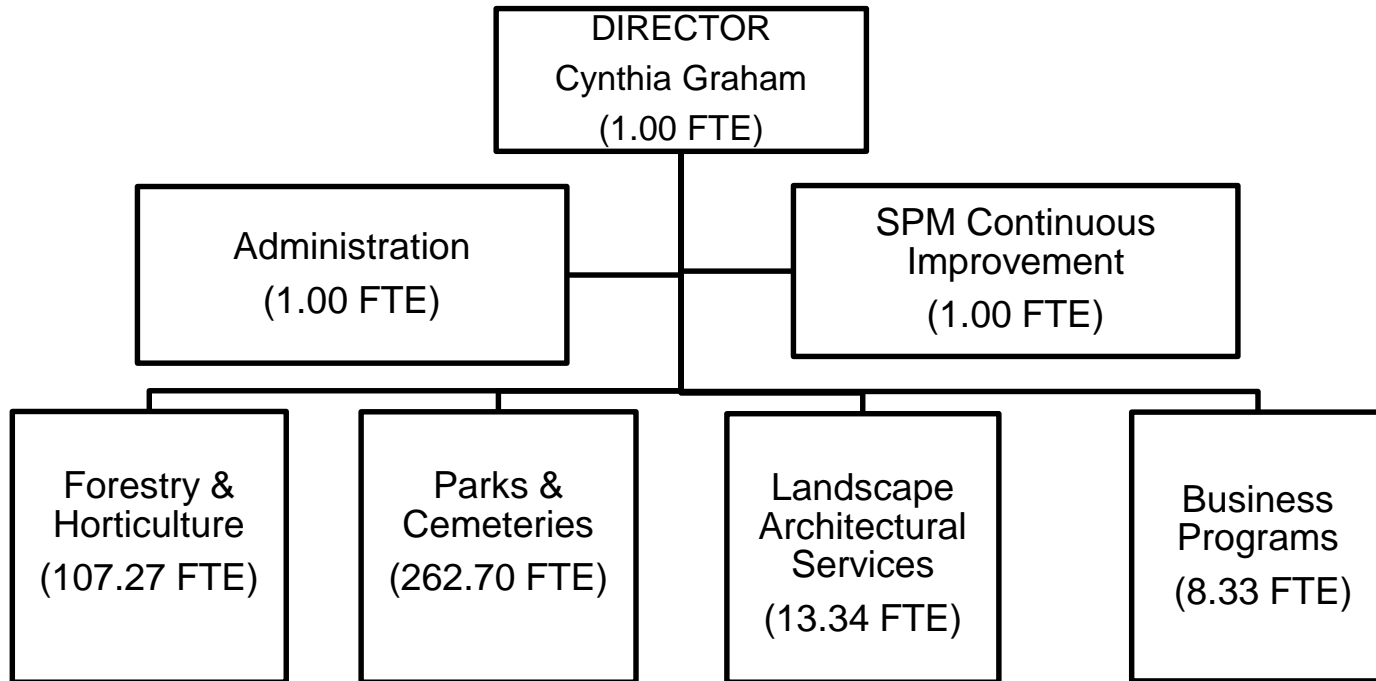 DIRECTOR
Cynthia Graham
(1.00 FTE)
Administration
(1.00 FTE)
SPM Continuous
Improvement
(1.00 FTE)
Forestry &
Horticulture
(107.27 FTE)
Parks &
Cemeteries
(262.70 FTE)
Landscape
Architectural
Services
(13.34 FTE)
Business
Programs
(8.33 FTE)